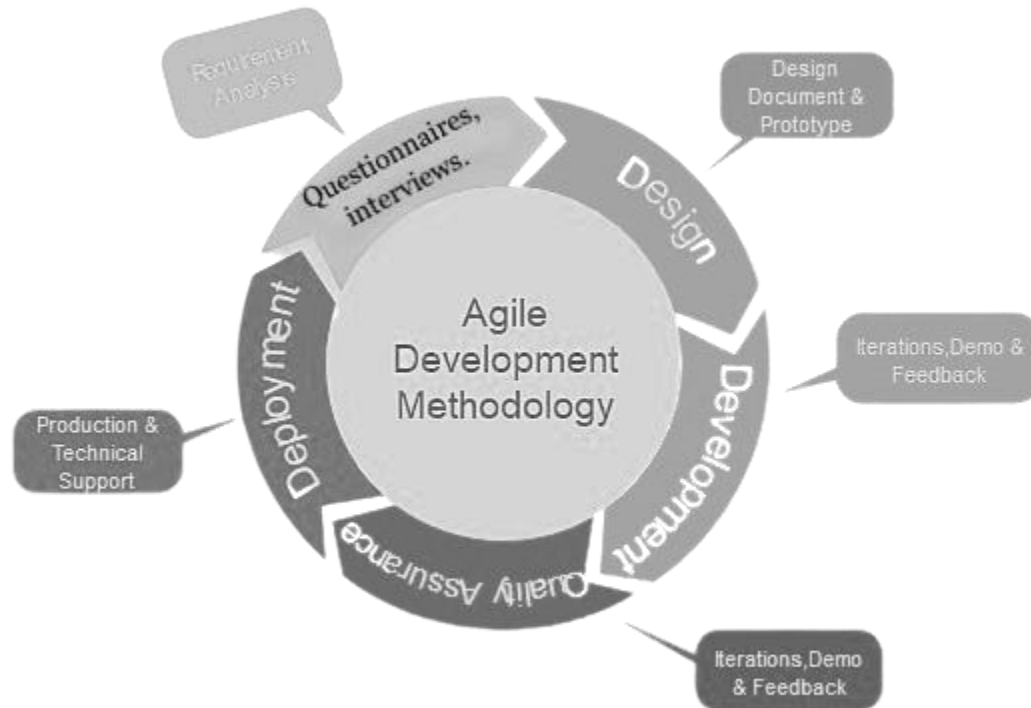 Requirement
Analysis
Questionnaires,
interviews.
Design
Document &
Prototype
Design
Iterations,Demo &
Feedback
Development
Agile
Development
Methodology
Quality Assurance
Iterations,Demo
& Feedback
Deployment
Production &
Technical
Support